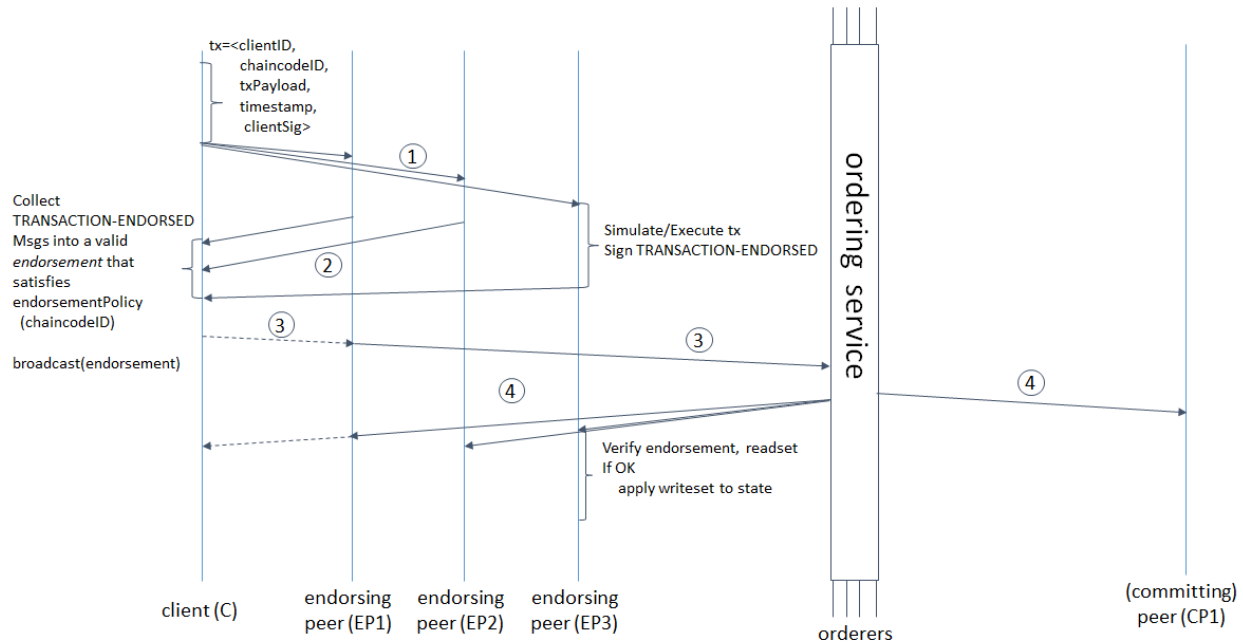 tx=<clientID,
chaincodeID,
txPayload,
timestamp,
clientSig>
1
Collect
TRANSACTION-ENDORSED
Msgs into a valid
endorsement that
satisfies
endorsementPolicy
(chaincodeID)
Simulate/Execute tx
Sign TRANSACTION-ENDORSED
2
3
3
broadcast(endorsement)
4
4
Verify endorsement, readset
If OK
apply writeset to state
ordering service
client (C)
endorsing
peer (EP1)
endorsing
peer (EP2)
endorsing
peer (EP3)
orderers
(committing)
peer (CP1)